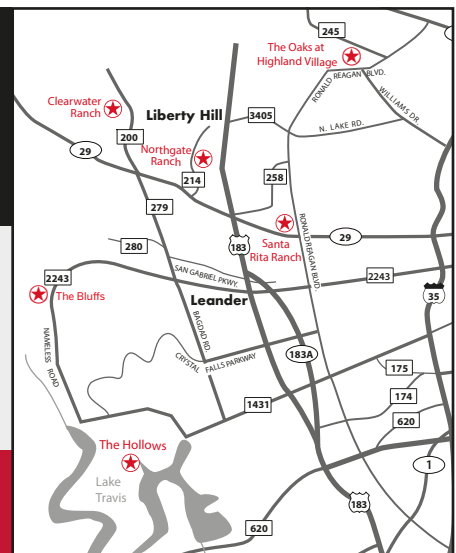 245
The Oaks at
Highland Village
RONALD REAGAN BLVD.
WILLIAMS DR
Clearwater
Ranch
Liberty Hill
3405
N. LAKE RD.
200
29
Northgate
Ranch
214
258
279
RONALD REAGAN BLVD.
183
Santa
Rita Ranch
29
280
SAN GABRIEL PKWY.
2243
2243
The Bluffs
Leander
35
BAGDAD RD.
NAMELESS ROAD
CRYSTAL FALLS PARKWAY
183A
175
174
1431
620
The Hollows
Lake
Travis
1
183
620